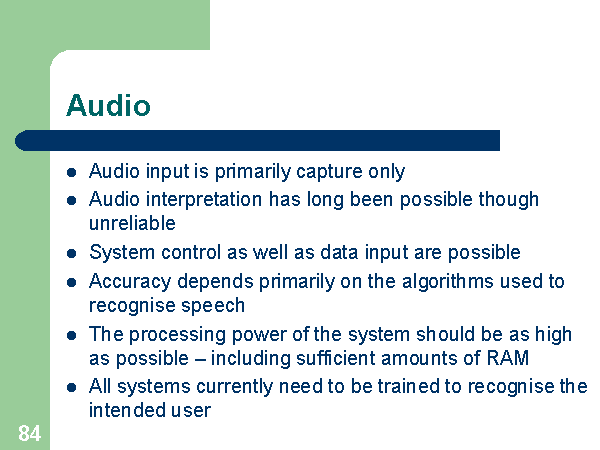 Audio
● Audio input is primarily capture only
● Audio interpretation has long been possible though
unreliable
● System control as well as data input are possible
● Accuracy depends primarily on the algorithms used to
recognise speech
● The processing power of the system should be as high
as possible – including sufficient amounts of RAM
● All systems currently need to be trained to recognise the
intended user
84